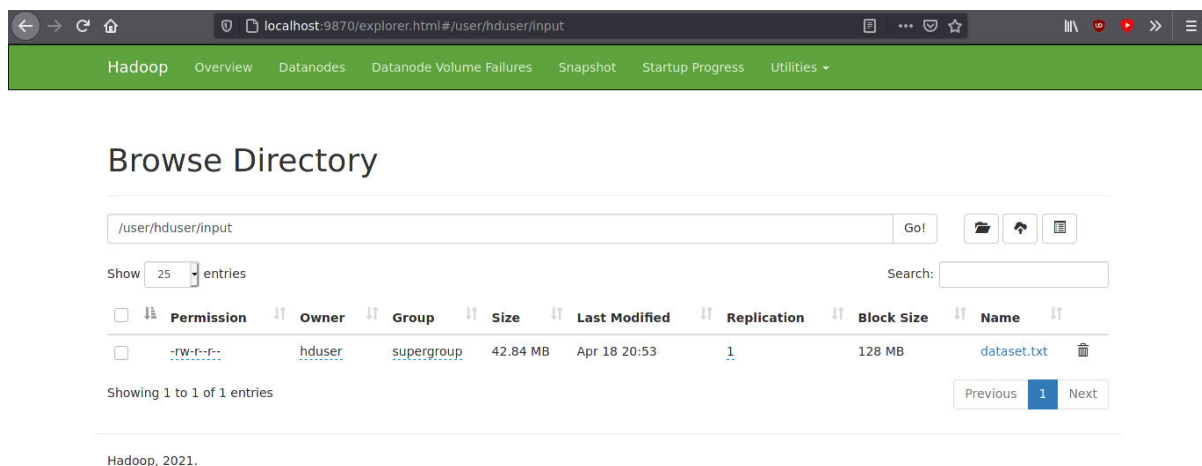 localhost:9870/explorer.html#/user/hduser/input
Hadoop Overview Datanodes Datanode Volume Failures Snapshot Startup Progress Utilities
Browse Directory
/user/hduser/input Go!
Show 25 entries Search:
Permission Owner Group Size Last Modified Replication Block Size Name
-rw-r--r-- hduser supergroup 42.84 MB Apr 18 20:53 1 128 MB dataset.txt
Showing 1 to 1 of 1 entries Previous 1 Next
Hadoop, 2021.